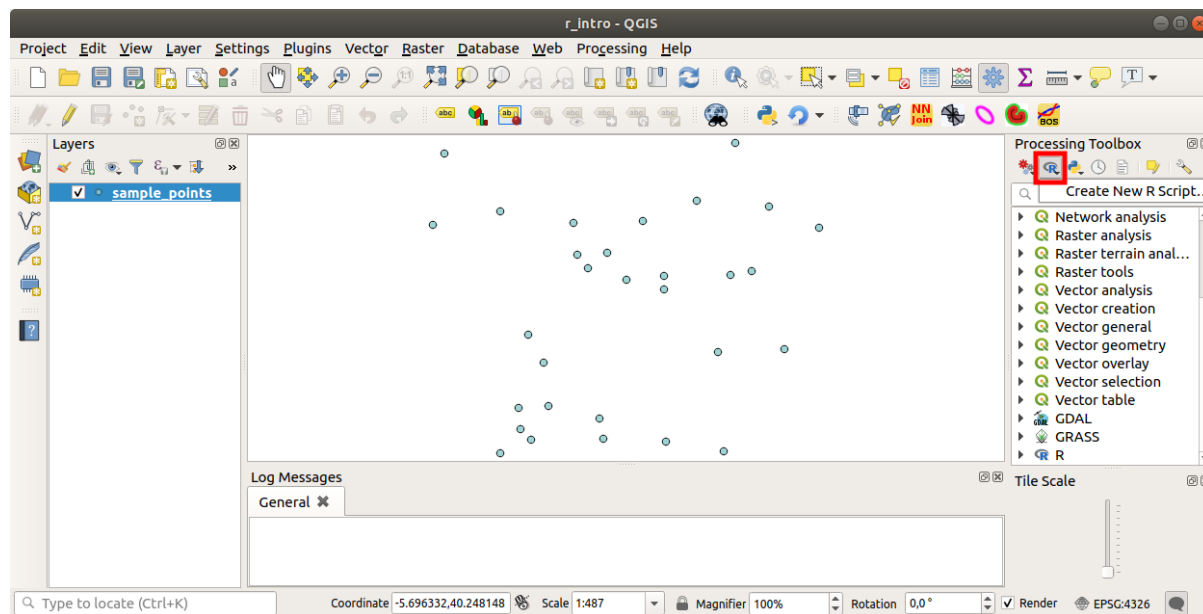 r_intro - QGIS
Project Edit View Layer Settings Plugins Vector Raster Database Web Processing Help
Layers
sample_points
Processing Toolbox
Create New R Script...
Network analysis
Raster analysis
Raster terrain anal...
Raster tools
Vector analysis
Vector creation
Vector general
Vector geometry
Vector overlay
Vector selection
Vector table
GDAL
GRASS
R
Log Messages
General
Tile Scale
Type to locate (Ctrl+K)
Coordinate -5.696332,40.248148 Scale 1:487 Magnifier 100% Rotation 0,0 ° Render EPSG:4326